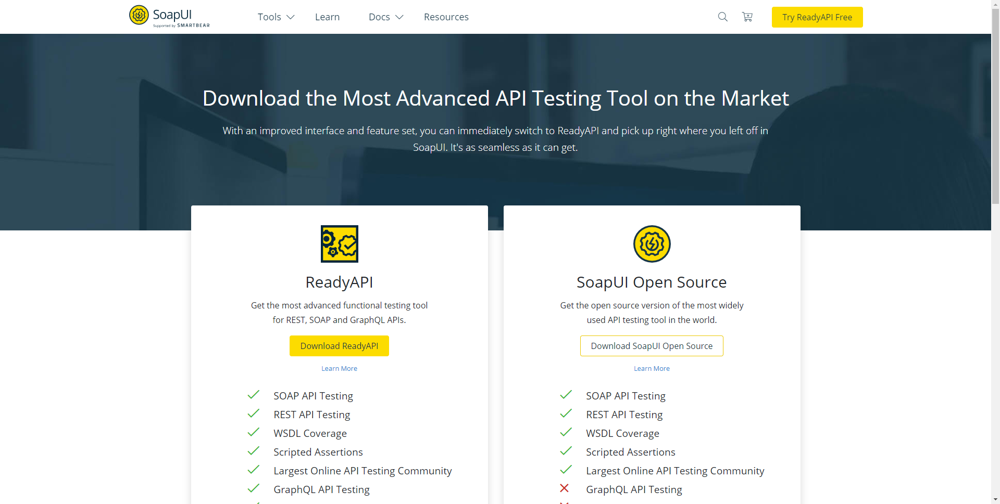 SoapUI
Supported by SMARTBEAR
Tools
Learn
Docs
Resources
Try ReadyAPI Free
Download the Most Advanced API Testing Tool on the Market
With an improved interface and feature set, you can immediately switch to ReadyAPI and pick up right where you left off in
SoapUI. It's as seamless as it can get.
ReadyAPI
Get the most advanced functional testing tool
for REST, SOAP and GraphQL APIs.
Download ReadyAPI
Learn More
SOAP API Testing
REST API Testing
WSDL Coverage
Scripted Assertions
Largest Online API Testing Community
GraphQL API Testing
SoapUI Open Source
Get the open source version of the most widely
used API testing tool in the world.
Download SoapUI Open Source
Learn More
SOAP API Testing
REST API Testing
WSDL Coverage
Scripted Assertions
Largest Online API Testing Community
GraphQL API Testing